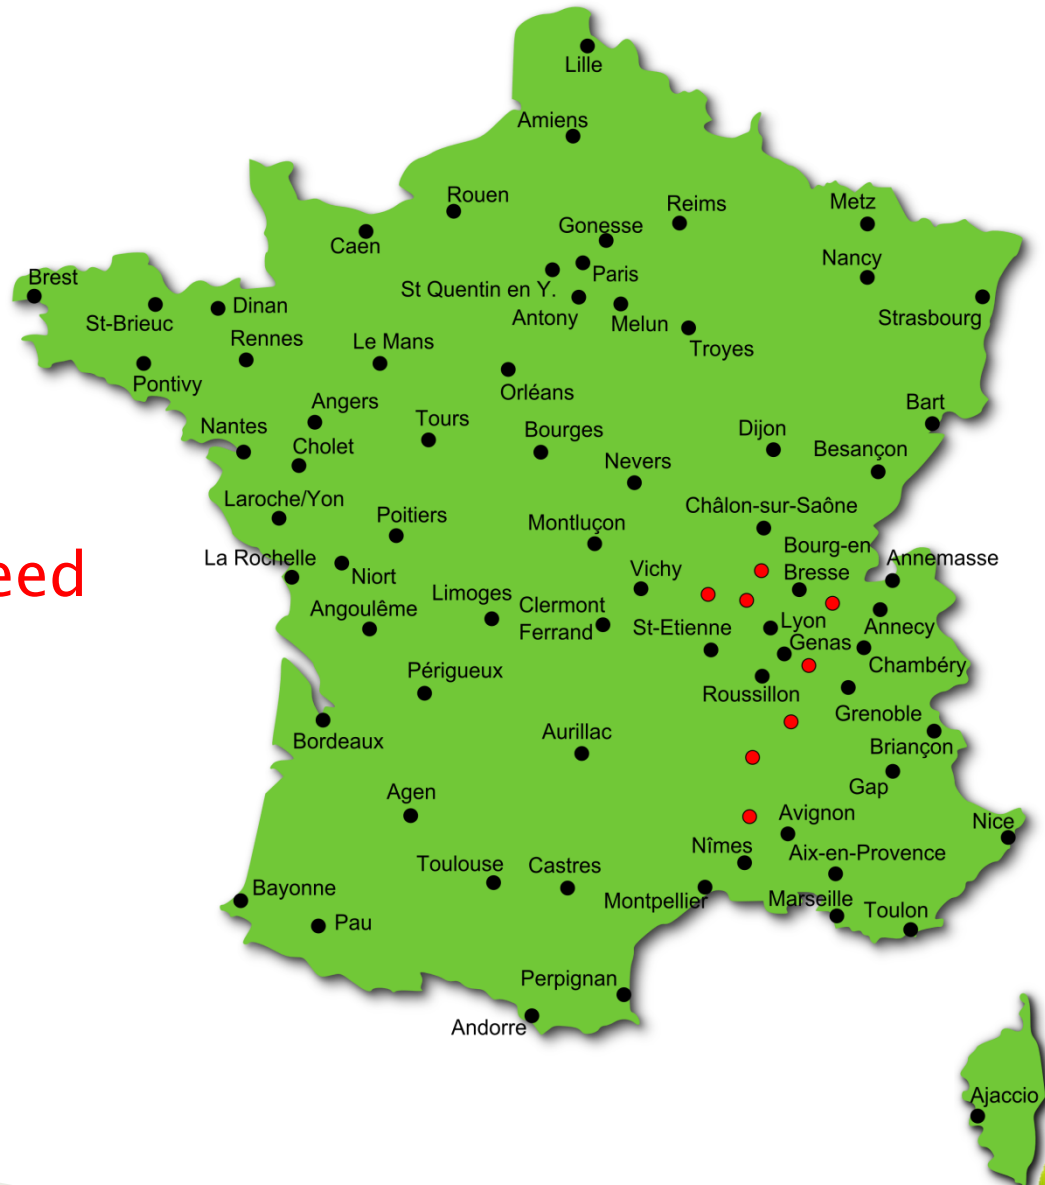 Lille
Amiens
Rouen
Reims
Metz
Gonesse
Caen
Nancy
Paris
Brest
St Quentin en Y.
Dinan
Antony
Melun
Strasbourg
St-Brieuc
Rennes
Le Mans
Troyes
Pontivy
Orléans
Angers
Bart
Tours
Nantes
Bourges
Dijon
Cholet
Besançon
Nevers
Laroche/Yon
Châlon-sur-Saône
Poitiers
Montluçon
Bourg-en
Bresse
La Rochelle
Annemasse
eed
Vichy
Niort
Limoges
Angoulême
Clermont
Ferrand
St-Etienne
Lyon
Annecy
Genas
Chambéry
Périgueux
Roussillon
Grenoble
Bordeaux
Aurillac
Briançon
Gap
Agen
Avignon
Nice
Nîmes
Aix-en-Provence
Toulouse
Castres
Bayonne
Montpellier
Marseille
Toulon
Pau
Perpignan
Andorre
Ajaccio